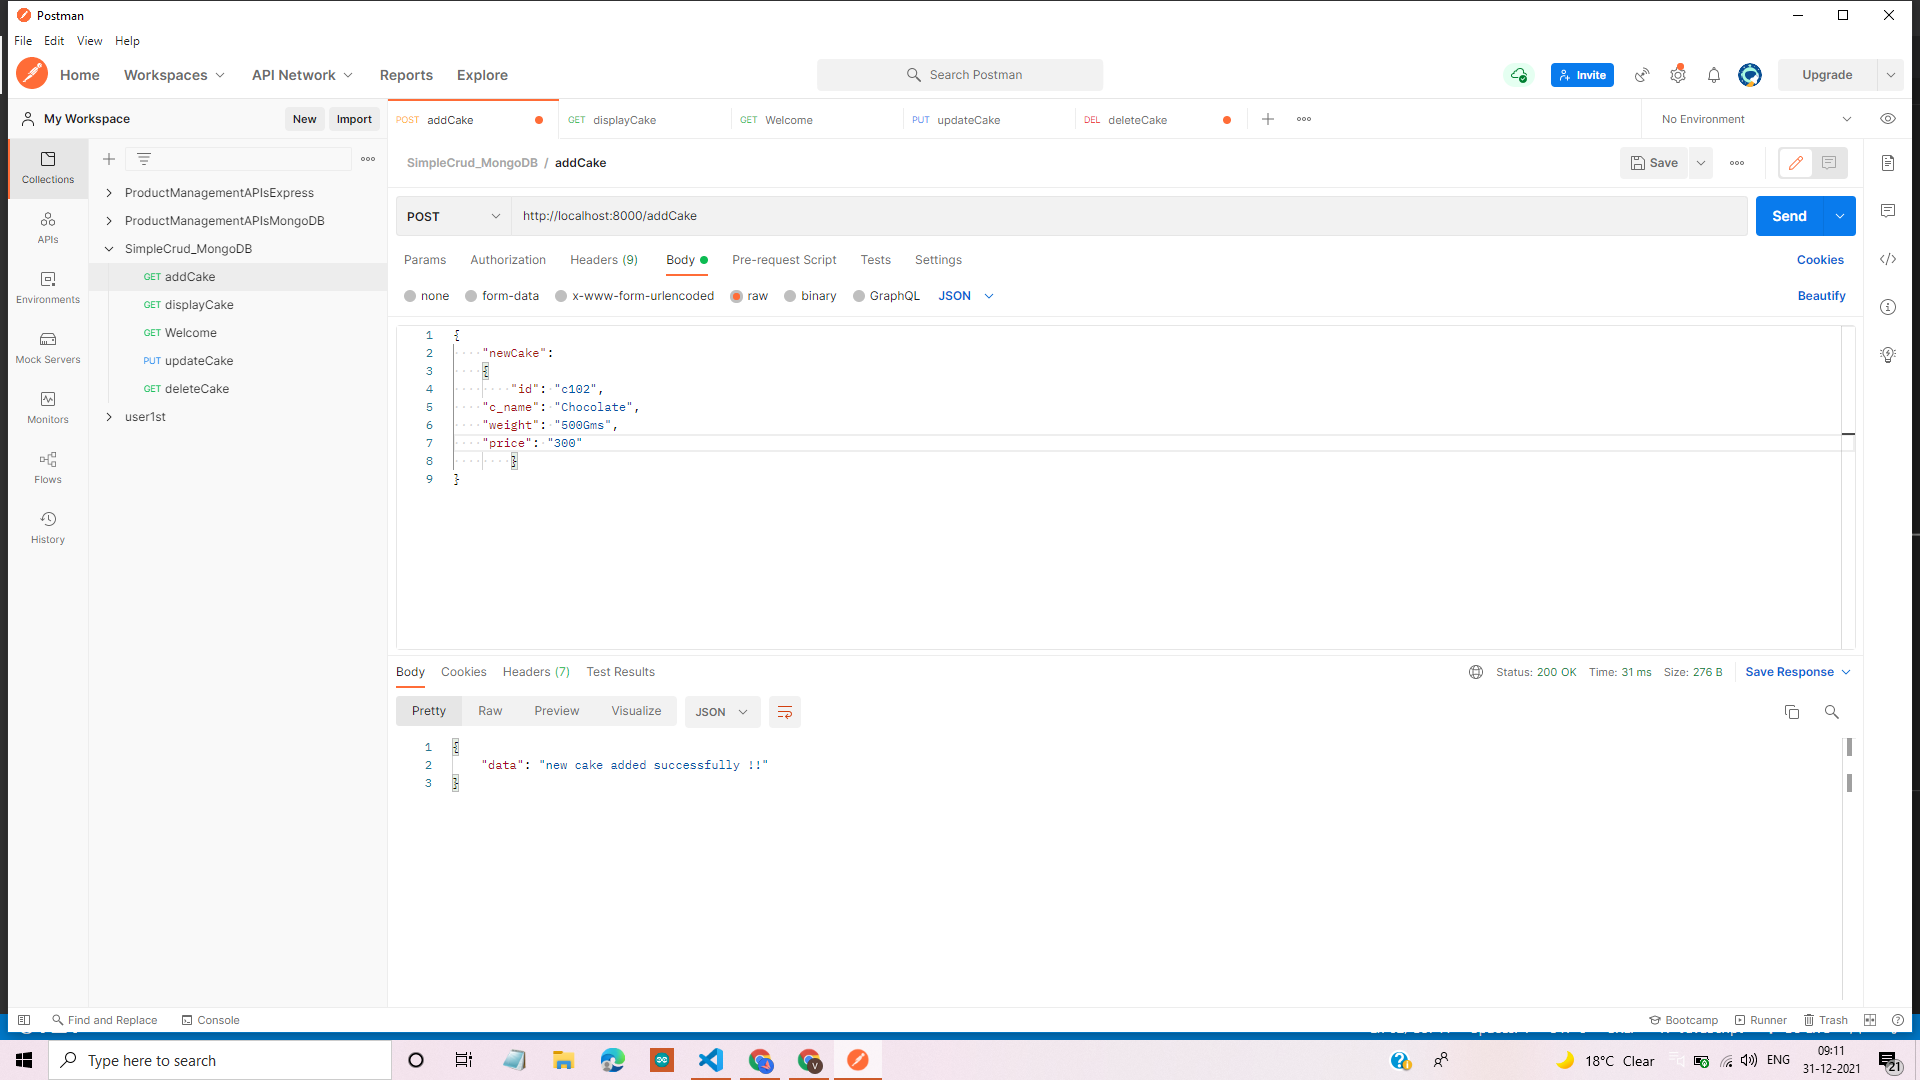 Postman
File Edit View Help
Home Workspaces API Network Reports Explore Search Postman Invite Upgrade
My Workspace New Import POST addCake GET displayCake GET Welcome PUT updateCake DEL deleteCake No Environment
SimpleCrud_MongoDB / addCake Save
Collections
APIs
Environments
Mock Servers
Monitors
Flows
History
ProductManagementAPIsExpress
ProductManagementAPIsMongoDB
SimpleCrud_MongoDB
GET addCake
GET displayCake
GET Welcome
PUT updateCake
GET deleteCake
user1st
POST http://localhost:8000/addCake Send
Params Authorization Headers (9) Body Pre-request Script Tests Settings Cookies
none form-data x-www-form-urlencoded raw binary GraphQL JSON Beautify
1 {
2 "newCake":
3 {
4 "id": "c102",
5 "c_name": "Chocolate",
6 "weight": "500Gms",
7 "price": "300"
8 }
9 }
Body Cookies Headers (7) Test Results Status: 200 OK Time: 31 ms Size: 276 B Save Response
Pretty Raw Preview Visualize JSON
1 {
2 "data": "new cake added successfully !!"
3 }
Find and Replace Console Bootcamp Runner Trash
Type here to search 18°C Clear ENG 09:11
31-12-2021 21